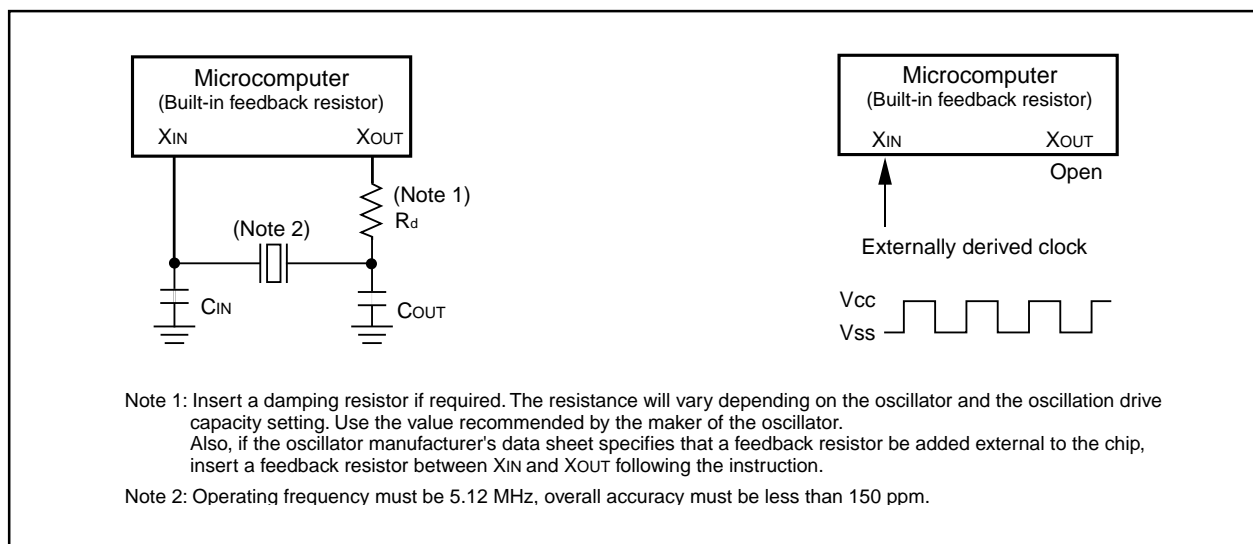 Microcomputer
(Built-in feedback resistor)
XIN XOUT
(Note 1)
Rd
(Note 2)
CIN
COUT
Microcomputer
(Built-in feedback resistor)
XIN XOUT
Open
Externally derived clock
Vcc
Vss
Note 1: Insert a damping resistor if required. The resistance will vary depending on the oscillator and the oscillation drive
capacity setting. Use the value recommended by the maker of the oscillator.
Also, if the oscillator manufacturer's data sheet specifies that a feedback resistor be added external to the chip,
insert a feedback resistor between XIN and XOUT following the instruction.
Note 2: Operating frequency must be 5.12 MHz, overall accuracy must be less than 150 ppm.